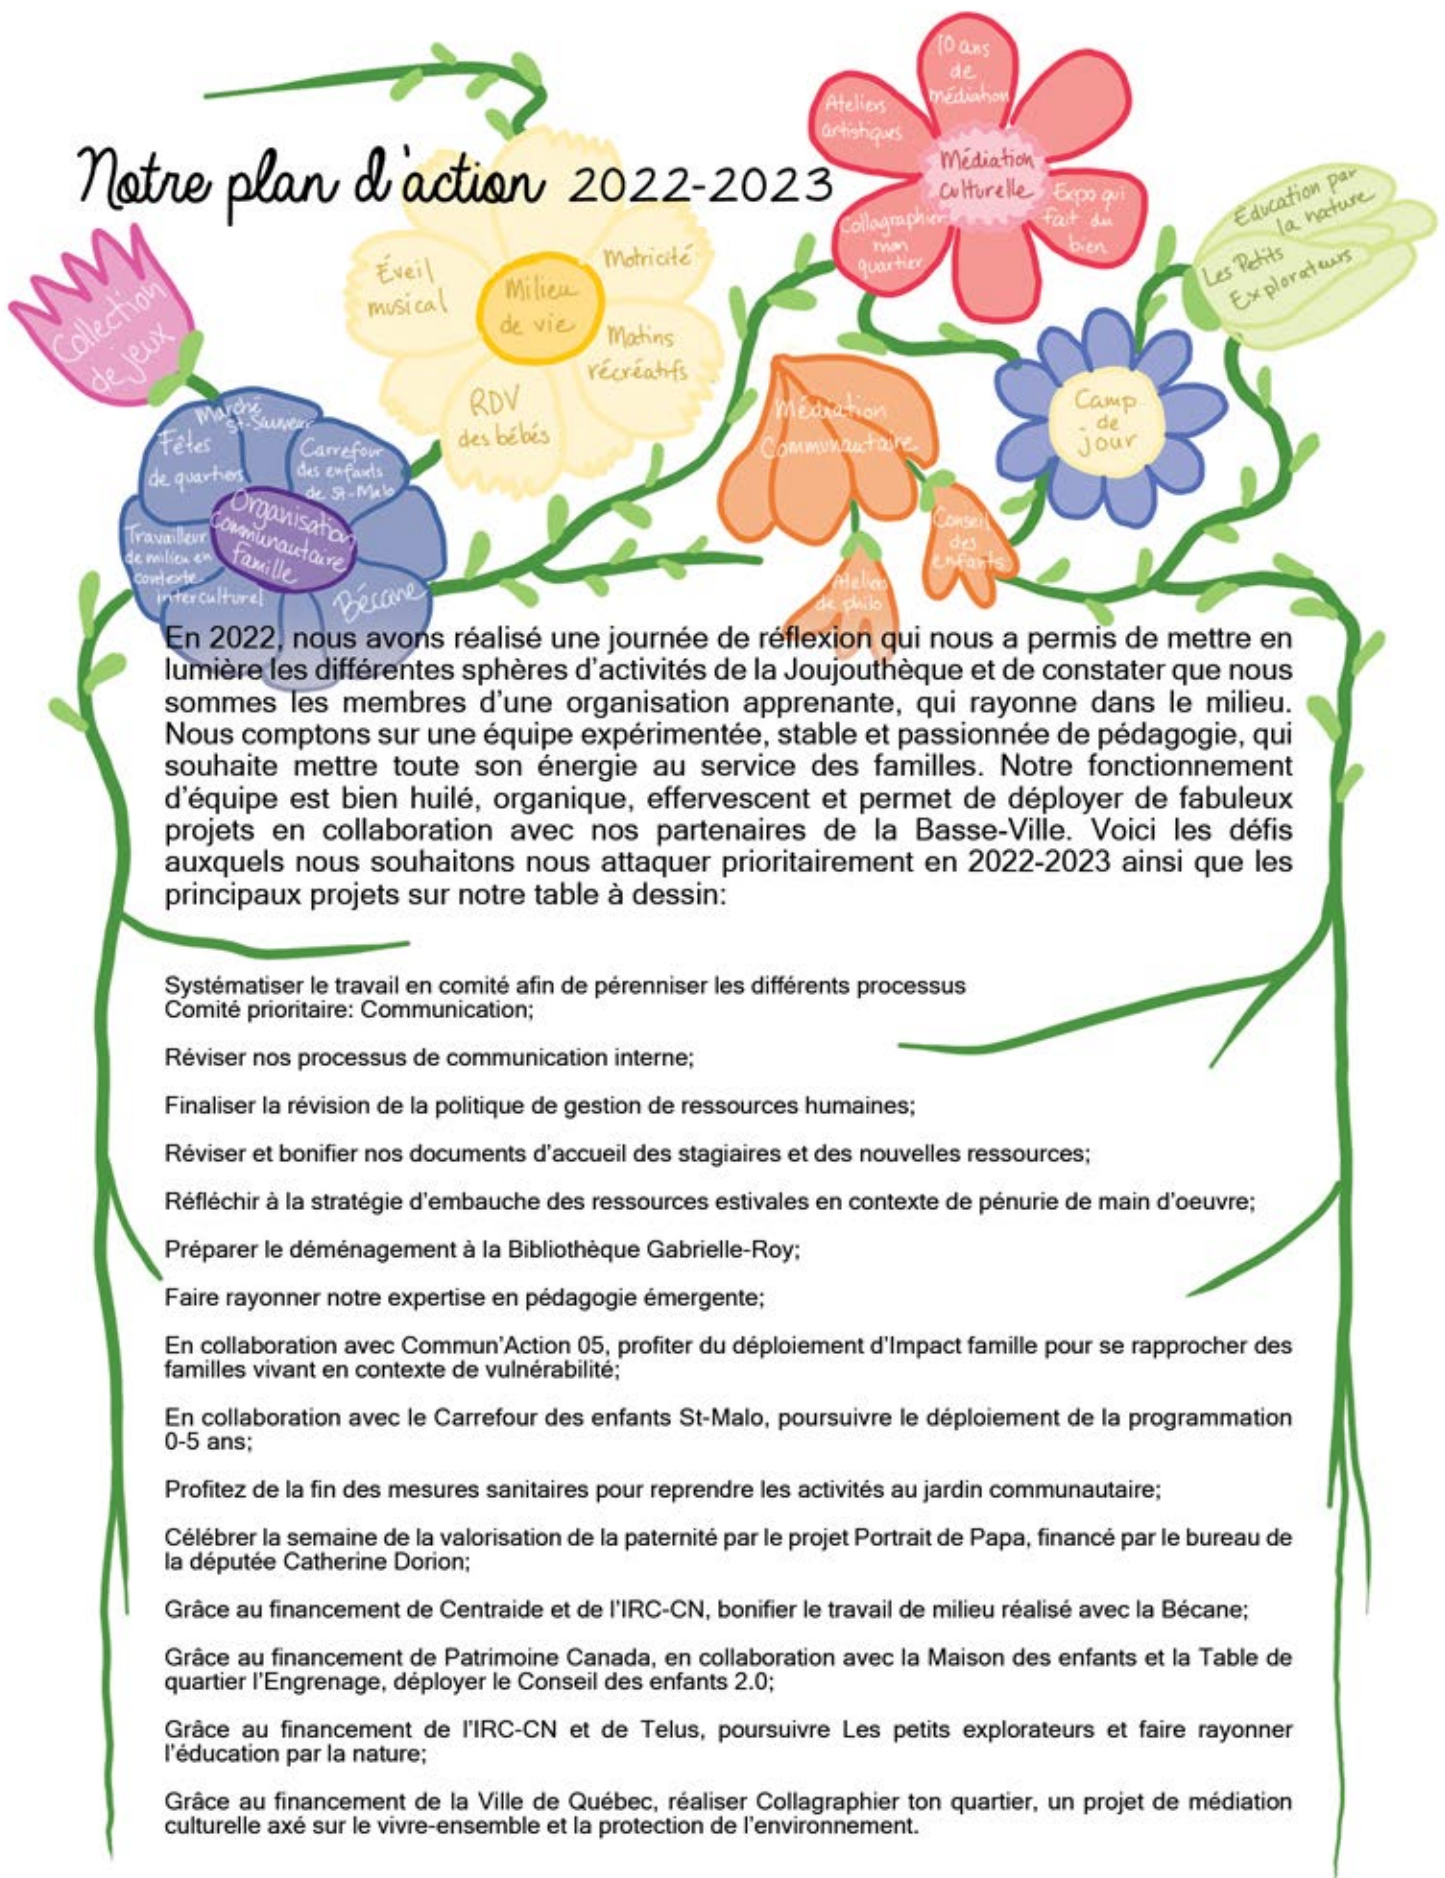 Notre plan d'action 2022-2023
10 ans
de
médiation
Ateliers
artistiques
Médiation
Culturelle
Expo qui
fait du
bien
Collagraphier
mon
quartier
Éducation par
la nature
Les Petits
Explorateurs
Éveil
musical
Motricité
Milieu
de vie
Matins
récréatifs
RDV
des bébés
Collection
de jeux
Marché
St-Sauveur
Fêtes
de quartiers
Carrefour
des enfants
de St-Malo
Organisation
Communautaire
Famille
Travailleur
de milieu en
contexte
interculturel
Bécane
Médiation
Communautaire
Camp
de
jour
Conseil
des
enfants
Ateliers
de philo
En 2022, nous avons réalisé une journée de réflexion qui nous a permis de mettre en
lumière les différentes sphères d'activités de la Joujouthèque et de constater que nous
sommes les membres d'une organisation apprenante, qui rayonne dans le milieu.
Nous comptons sur une équipe expérimentée, stable et passionnée de pédagogie, qui
souhaite mettre toute son énergie au service des familles. Notre fonctionnement
d'équipe est bien huilé, organique, effervescent et permet de déployer de fabuleux
projets en collaboration avec nos partenaires de la Basse-Ville. Voici les défis
auxquels nous souhaitons nous attaquer prioritairement en 2022-2023 ainsi que les
principaux projets sur notre table à dessin:
Systématiser le travail en comité afin de pérenniser les différents processus
Comité prioritaire: Communication;
Réviser nos processus de communication interne;
Finaliser la révision de la politique de gestion de ressources humaines;
Réviser et bonifier nos documents d'accueil des stagiaires et des nouvelles ressources;
Réfléchir à la stratégie d'embauche des ressources estivales en contexte de pénurie de main d'oeuvre;
Préparer le déménagement à la Bibliothèque Gabrielle-Roy;
Faire rayonner notre expertise en pédagogie émergente;
En collaboration avec Commun'Action 05, profiter du déploiement d'Impact famille pour se rapprocher des
familles vivant en contexte de vulnérabilité;
En collaboration avec le Carrefour des enfants St-Malo, poursuivre le déploiement de la programmation
0-5 ans;
Profitez de la fin des mesures sanitaires pour reprendre les activités au jardin communautaire;
Célébrer la semaine de la valorisation de la paternité par le projet Portrait de Papa, financé par le bureau de
la députée Catherine Dorion;
Grâce au financement de Centraide et de l'IRC-CN, bonifier le travail de milieu réalisé avec la Bécane;
Grâce au financement de Patrimoine Canada, en collaboration avec la Maison des enfants et la Table de
quartier l'Engrenage, déployer le Conseil des enfants 2.0;
Grâce au financement de l'IRC-CN et de Telus, poursuivre Les petits explorateurs et faire rayonner
l'éducation par la nature;
Grâce au financement de la Ville de Québec, réaliser Collagraphier ton quartier, un projet de médiation
culturelle axé sur le vivre-ensemble et la protection de l'environnement.